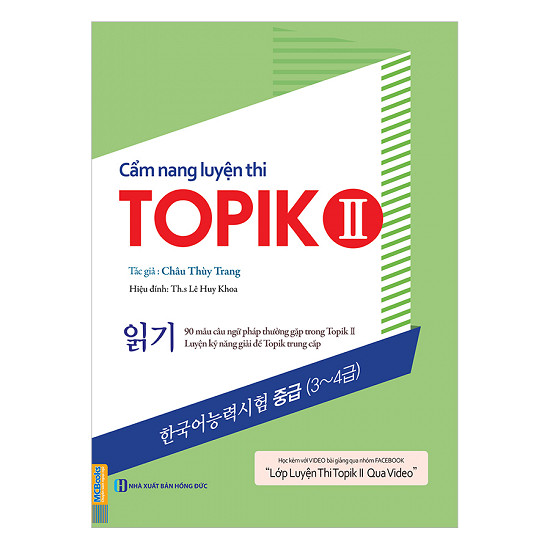 Cẩm nang luyện thi
TOPIK II
Tác giả : Châu Thùy Trang
Hiệu đính: Th.s Lê Huy Khoa
읽기
90 mẫu câu ngữ pháp thường gặp trong Topik II
Luyện kỹ năng giải đề Topik trung cấp
한국어능력시험 중급 (3~4급)
Học kèm với VIDEO bài giảng qua nhóm FACEBOOK
“Lớp Luyện Thi Topik II Qua Video”
MCBooks
NHÀ XUẤT BẢN HỒNG ĐỨC